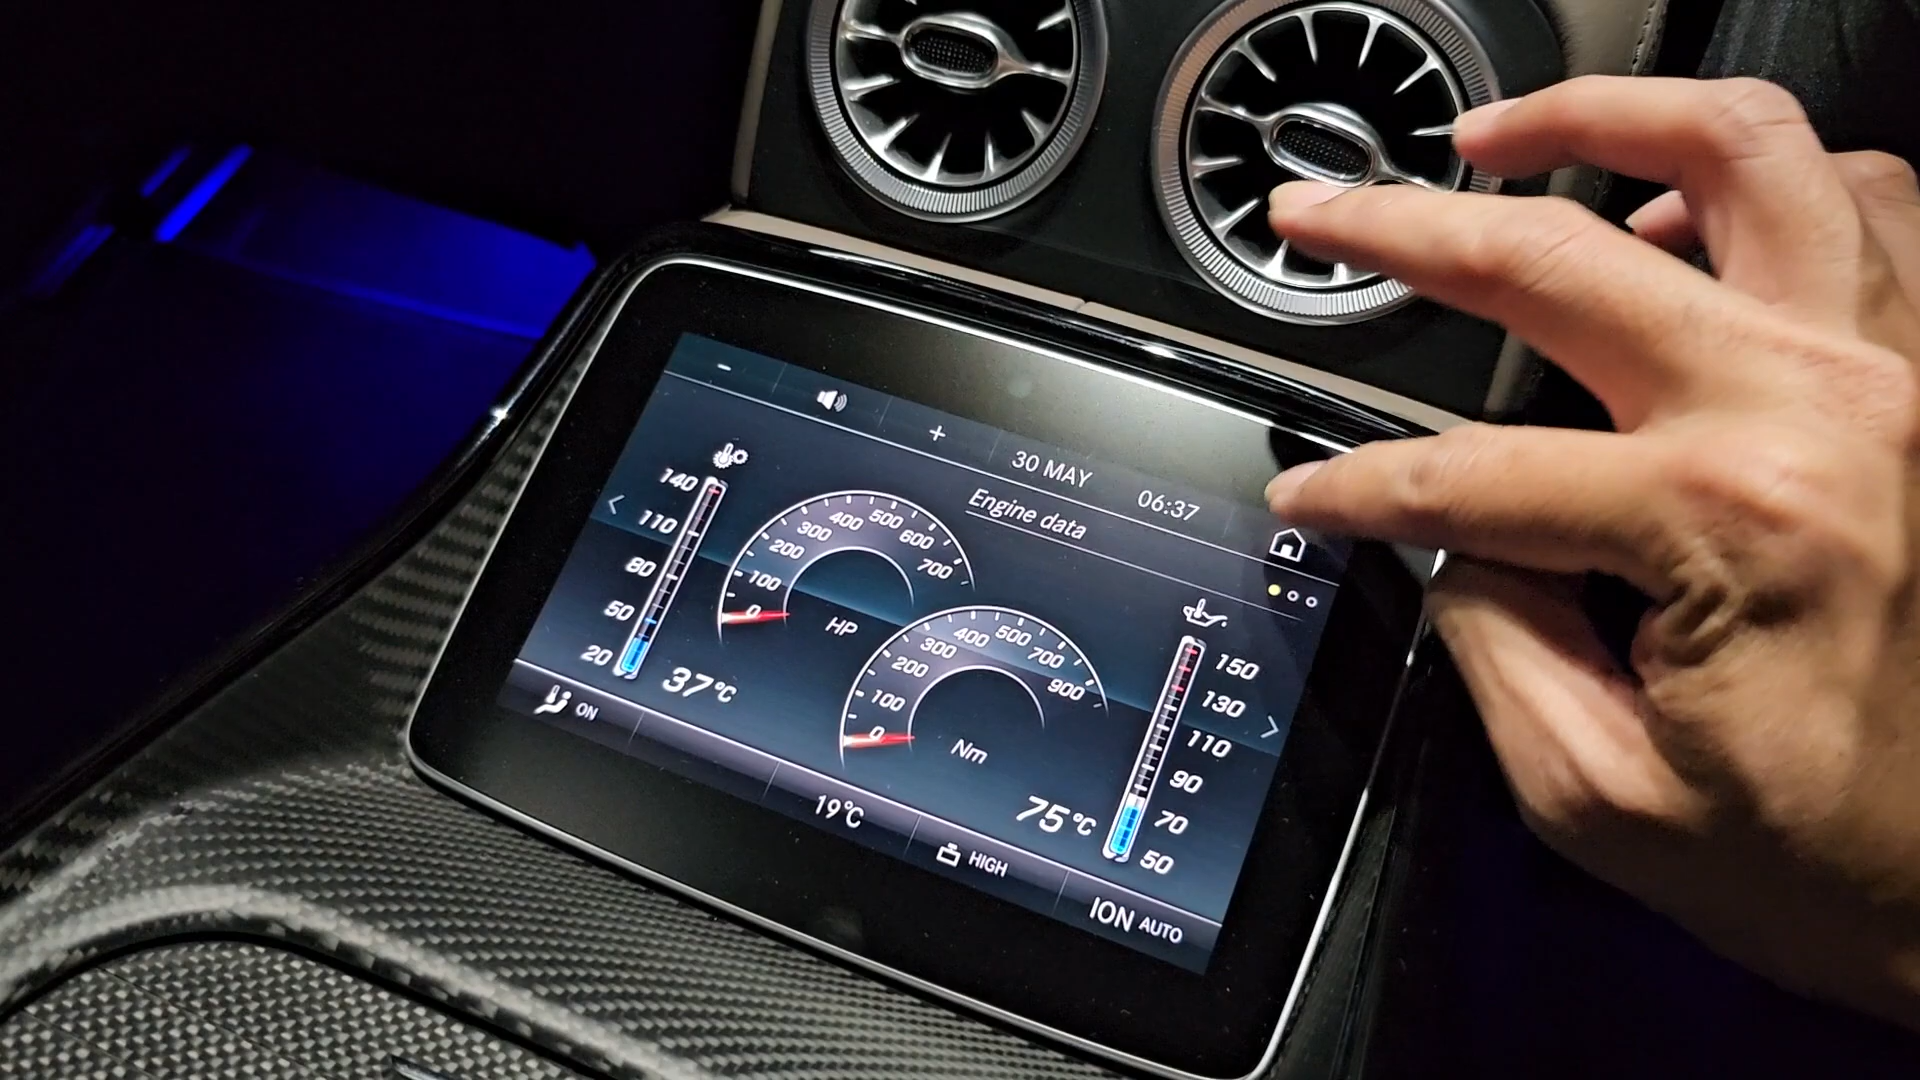 - +
30 MAY 06:37
Engine data
140
110
80
50
20
37°C
0 100 200 300 400 500 600 700
HP
0 100 200 300 400 500 700 900
Nm
150
130
110
90
70
50
75°C
ON
19°C
HIGH
ION AUTO